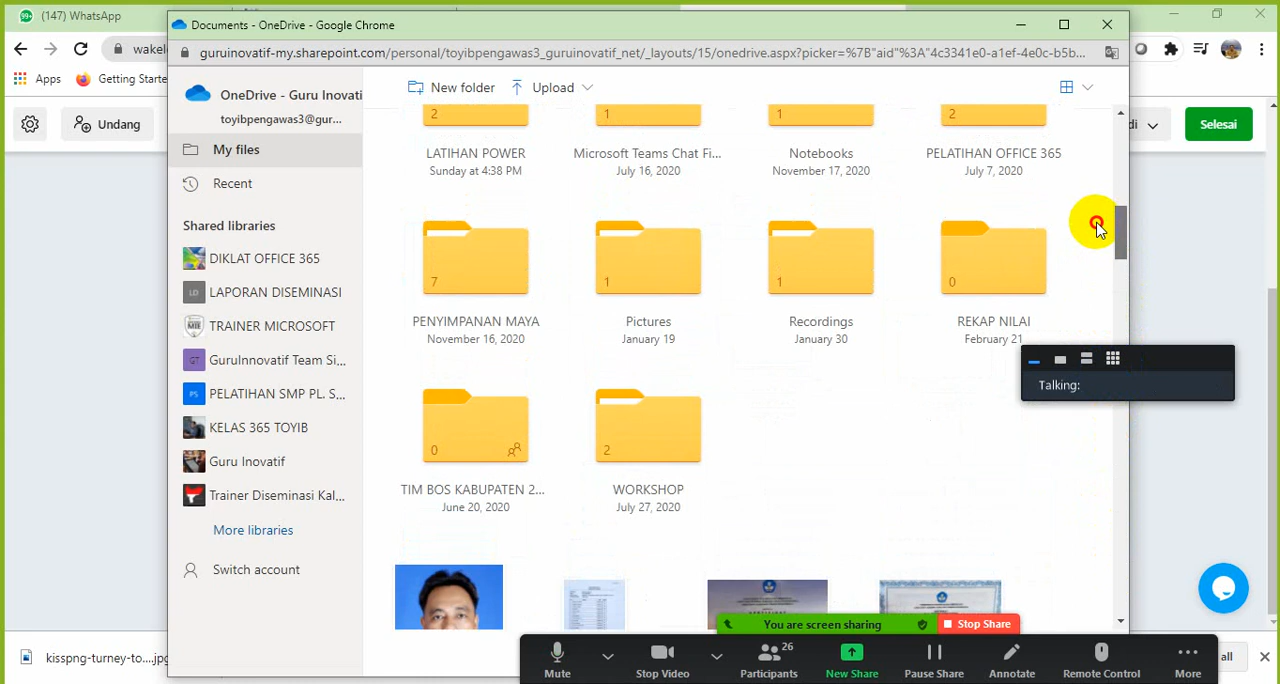 (147) WhatsApp
99+
Documents - OneDrive - Google Chrome
wakele
guruinovatif-my.sharepoint.com/personal/toyibpengawas3_guruinovatif_net/_layouts/15/onedrive.aspx?picker=%7B"aid"%3A"4c3341e0-a1ef-4e0c-b5b...
Apps
Getting Starte
OneDrive - Guru Inovati
toyibpengawas3@gur...
New folder
Upload
Undang
di
Selesai
My files
Recent
Shared libraries
DIKLAT OFFICE 365
LD
LAPORAN DISEMINASI
TRAINER MICROSOFT
GT
GuruInnovatif Team Si...
PS
PELATIHAN SMP PL. S...
KELAS 365 TOYIB
Guru Inovatif
Trainer Diseminasi Kal...
More libraries
Switch account
2
1
1
2
LATIHAN POWER
Microsoft Teams Chat Fi...
Notebooks
PELATIHAN OFFICE 365
Sunday at 4:38 PM
July 16, 2020
November 17, 2020
July 7, 2020
7
1
1
0
PENYIMPANAN MAYA
Pictures
Recordings
REKAP NILAI
November 16, 2020
January 19
January 30
February 21
Talking:
0
2
TIM BOS KABUPATEN 2...
WORKSHOP
June 20, 2020
July 27, 2020
You are screen sharing
Stop Share
kisspng-turney-to....jpg
all
26
Mute
Stop Video
Participants
New Share
Pause Share
Annotate
Remote Control
More